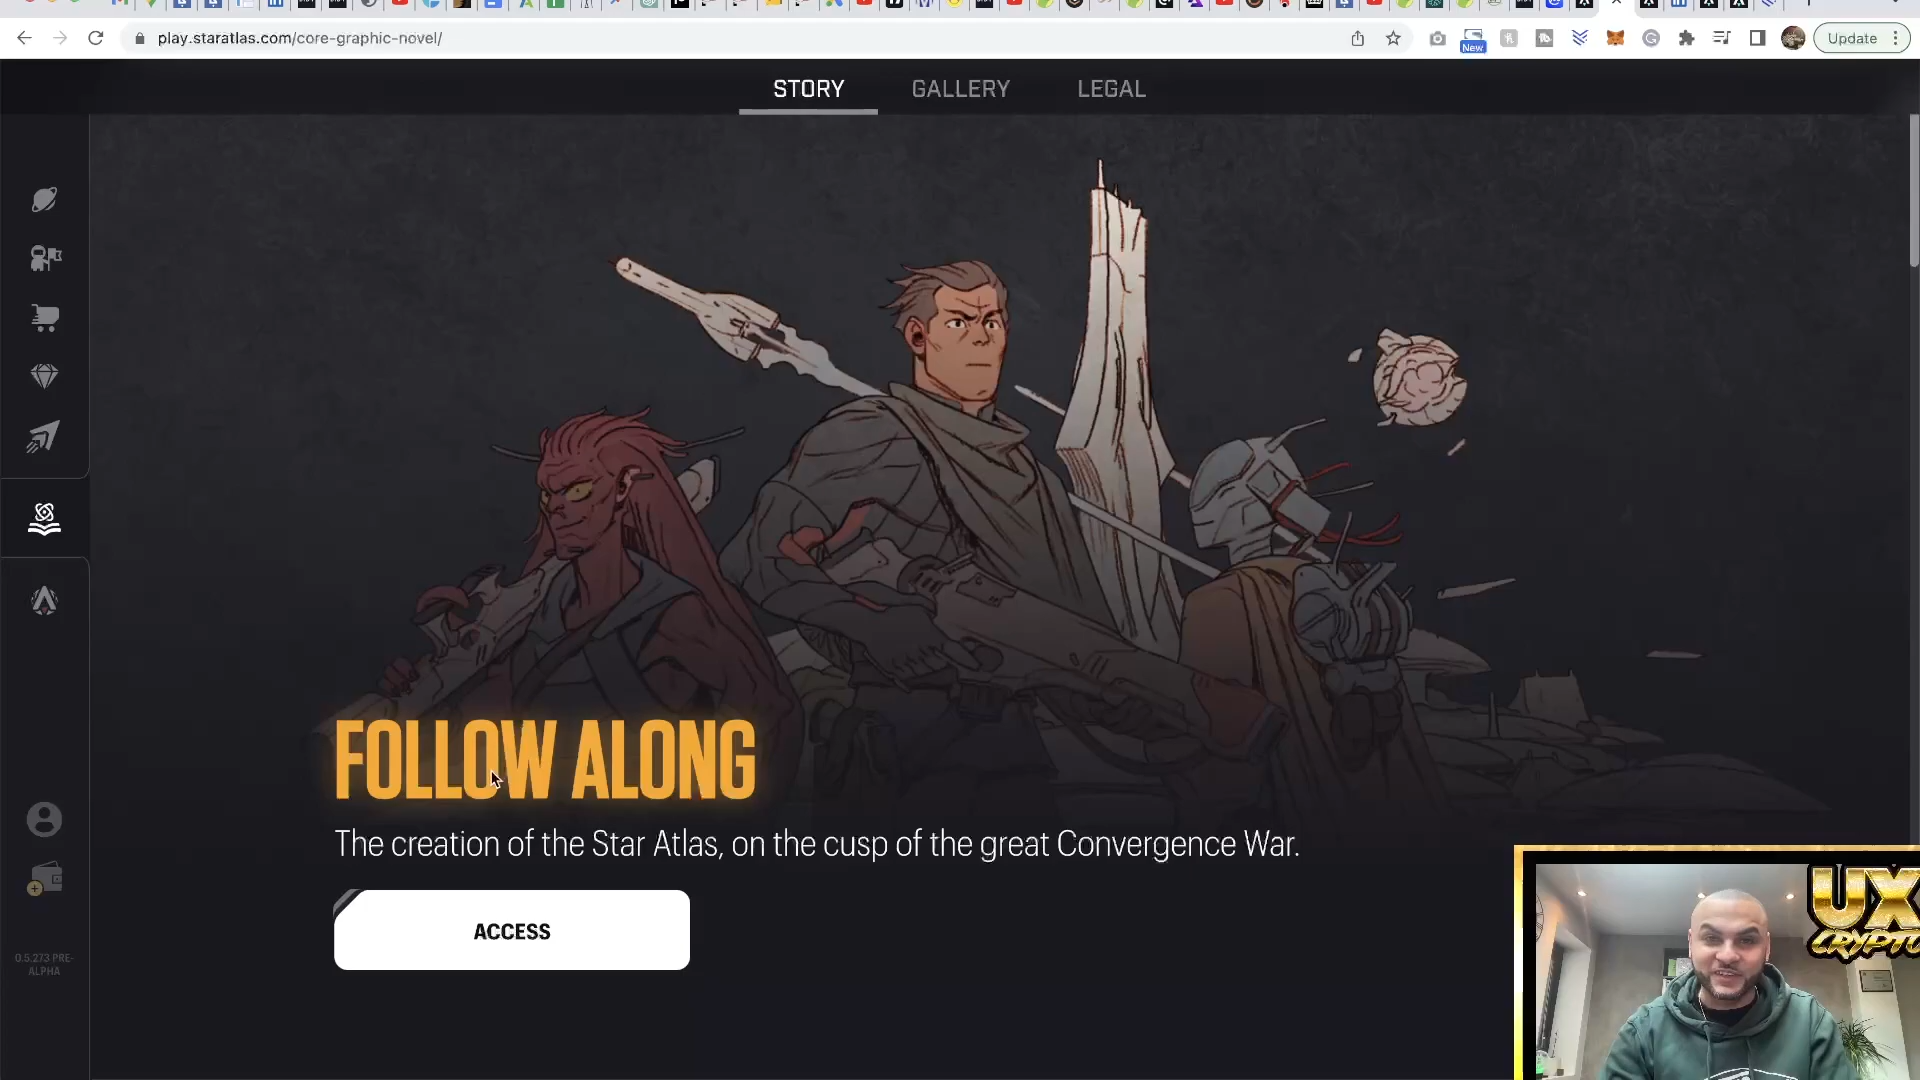 play.staratlas.com/core-graphic-novel/
New
Update
STORY
GALLERY
LEGAL
FOLLOW ALONG
The creation of the Star Atlas, on the cusp of the great Convergence War.
ACCESS
0.5.273 PRE-
ALPHA
UX
CRYPTO